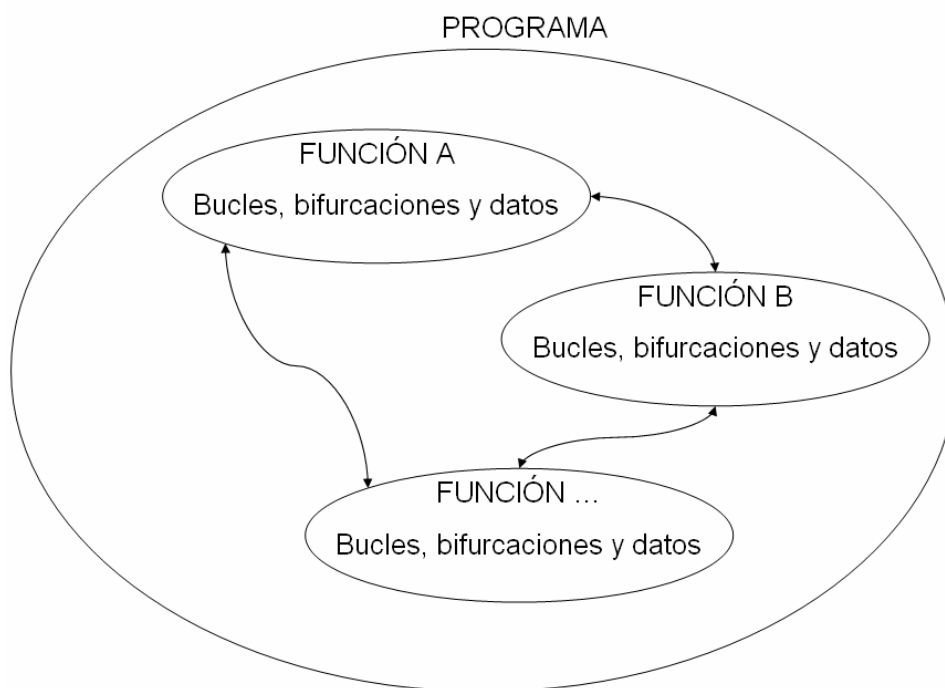 PROGRAMA
FUNCIÓN A
Bucles, bifurcaciones y datos
FUNCIÓN B
Bucles, bifurcaciones y datos
FUNCIÓN ...
Bucles, bifurcaciones y datos